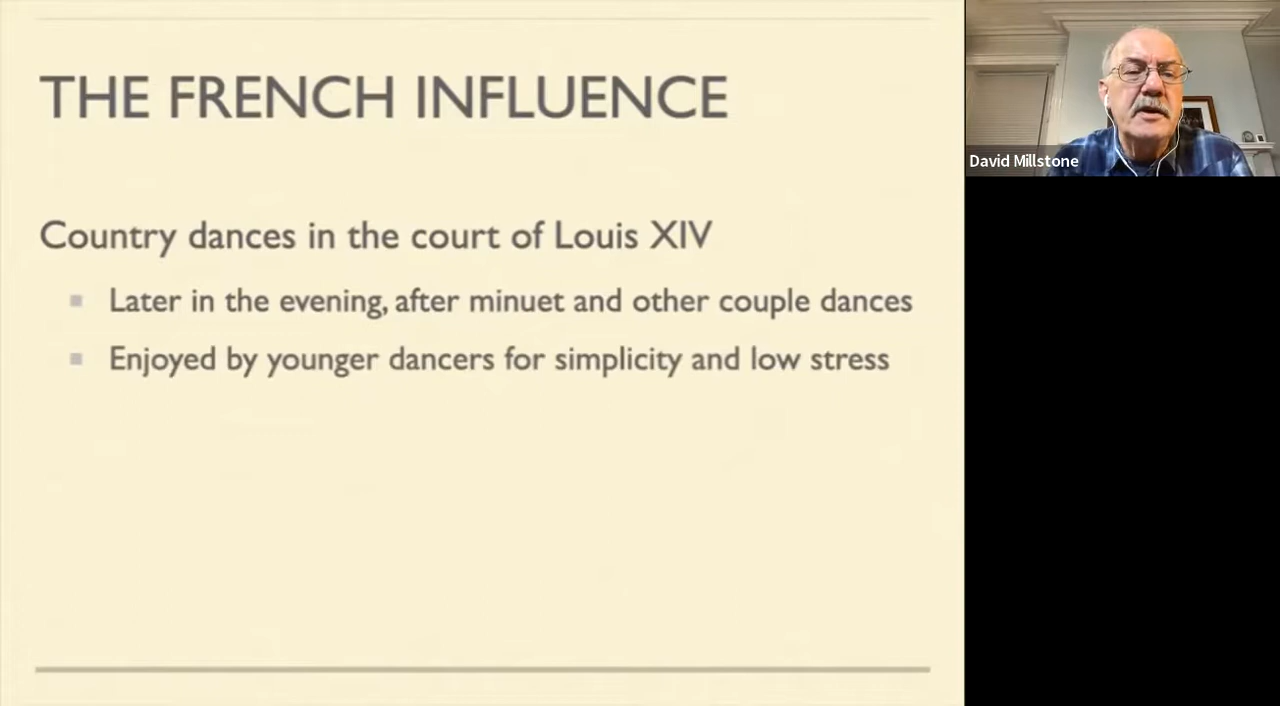 THE FRENCH INFLUENCE
Country dances in the court of Louis XIV
Later in the evening, after minuet and other couple dances
Enjoyed by younger dancers for simplicity and low stress
David Millstone